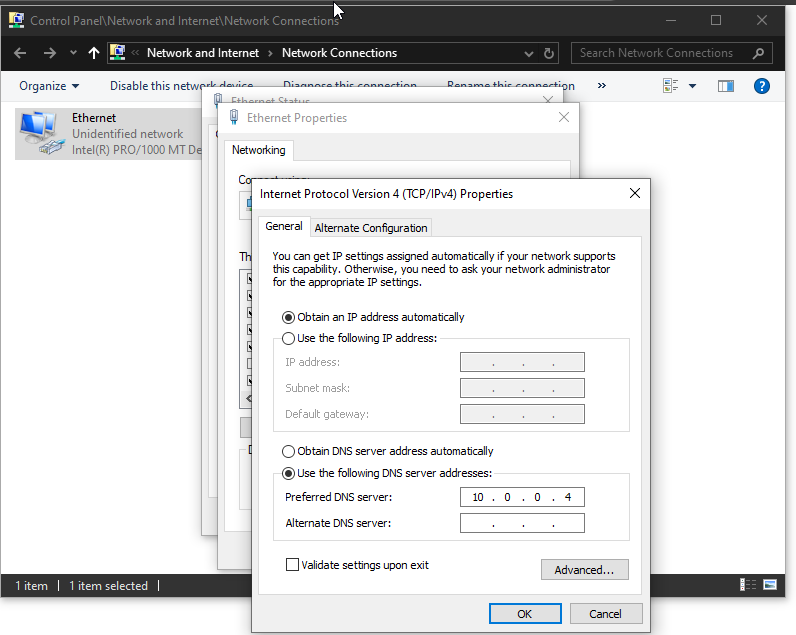 Control Panel\Network and Internet\Network Connections
Network and Internet > Network Connections
Search Network Connections
Organize
Disable this network device
Diagnose this connection
Rename this connection
»
Ethernet
Unidentified network
Intel(R) PRO/1000 MT De
Ethernet Status
Ethernet Properties
Networking
Connect using:
Th
Internet Protocol Version 4 (TCP/IPv4) Properties
General
Alternate Configuration
You can get IP settings assigned automatically if your network supports
this capability. Otherwise, you need to ask your network administrator
for the appropriate IP settings.
Obtain an IP address automatically
Use the following IP address:
IP address:
. . .
Subnet mask:
. . .
Default gateway:
. . .
Obtain DNS server address automatically
Use the following DNS server addresses:
Preferred DNS server:
10 . 0 . 0 . 4
Alternate DNS server:
. . .
Validate settings upon exit
Advanced...
OK
Cancel
1 item
1 item selected